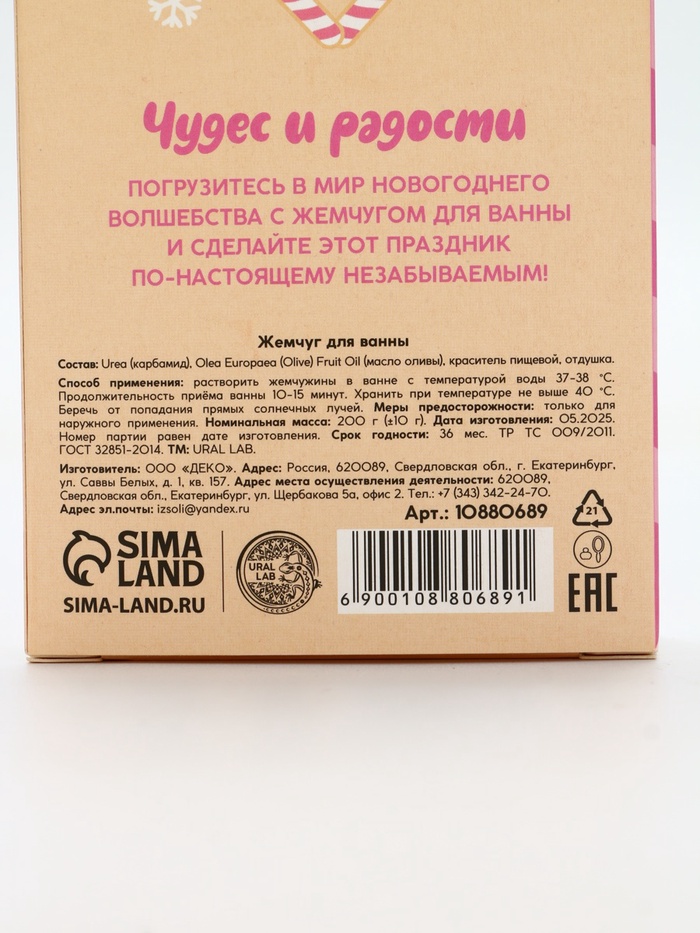 Чудес и радости
ПОГРУЗИТЕСЬ В МИР НОВОГОДНЕГО
ВОЛШЕБСТВА С ЖЕМЧУГОМ ДЛЯ ВАННЫ
И СДЕЛАЙТЕ ЭТОТ ПРАЗДНИК
ПО-НАСТОЯЩЕМУ НЕЗАБЫВАЕМЫМ!
Жемчуг для ванны
Состав: Urea (карбамид), Olea Europaea (Olive) Fruit Oil (масло оливы), краситель пищевой, отдушка.
Способ применения: растворить жемчужины в ванне с температурой воды 37-38 °C.
Продолжительность приёма ванны 10-15 минут. Хранить при температуре не выше 40 °C.
Беречь от попадания прямых солнечных лучей. Меры предосторожности: только для
наружного применения. Номинальная масса: 200 г (±10 г). Дата изготовления: 05.2025.
Номер партии равен дате изготовления. Срок годности: 36 мес. ТР ТС 009/2011.
ГОСТ 32851-2014. ТМ: URAL LAB.
Изготовитель: ООО «ДЕКО». Адрес: Россия, 620089, Свердловская обл., г. Екатеринбург,
ул. Саввы Белых, д. 1, кв. 157. Адрес места осуществления деятельности: 620089,
Свердловская обл., Екатеринбург, ул. Щербакова 5а, офис 2. Тел.: +7 (343) 342-24-70.
Адрес эл.почты: izsoli@yandex.ru
Арт.: 10880689
21
SIMA
LAND
SIMA-LAND.RU
URAL
LAB
6 900108 806891
EAC